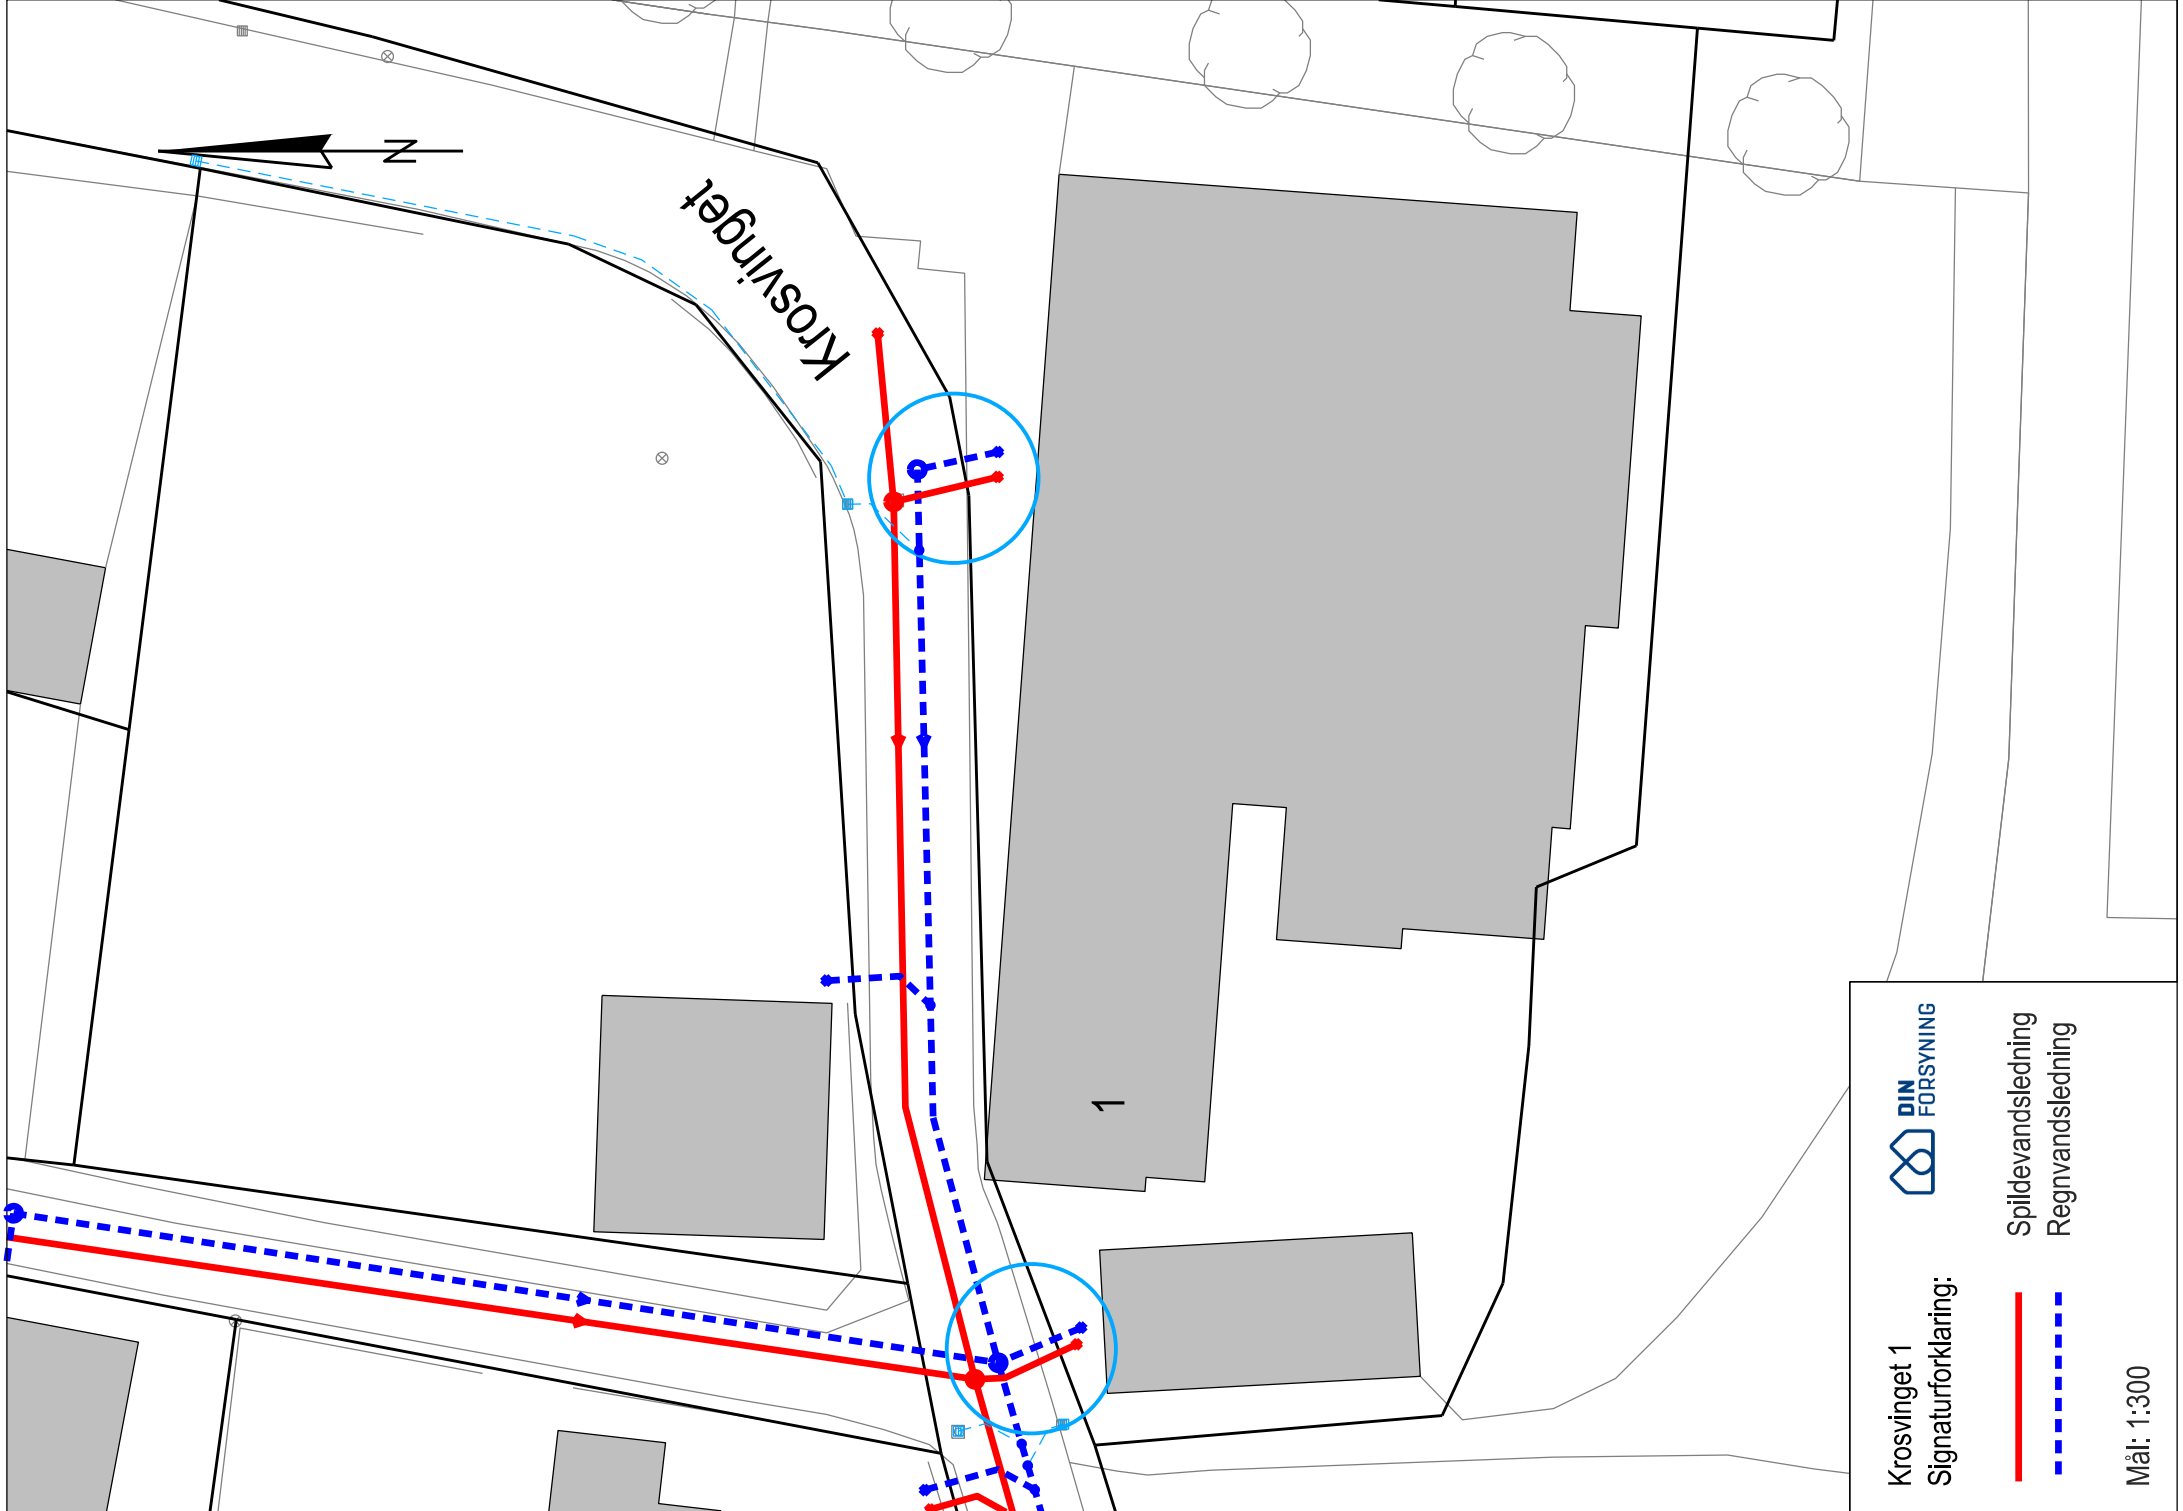 N
Krosvinget
1
DIN
FORSYNING
Krosvinget 1
Signaturforklaring:
Spildevandsledning
Regnvandsledning
Mål: 1:300